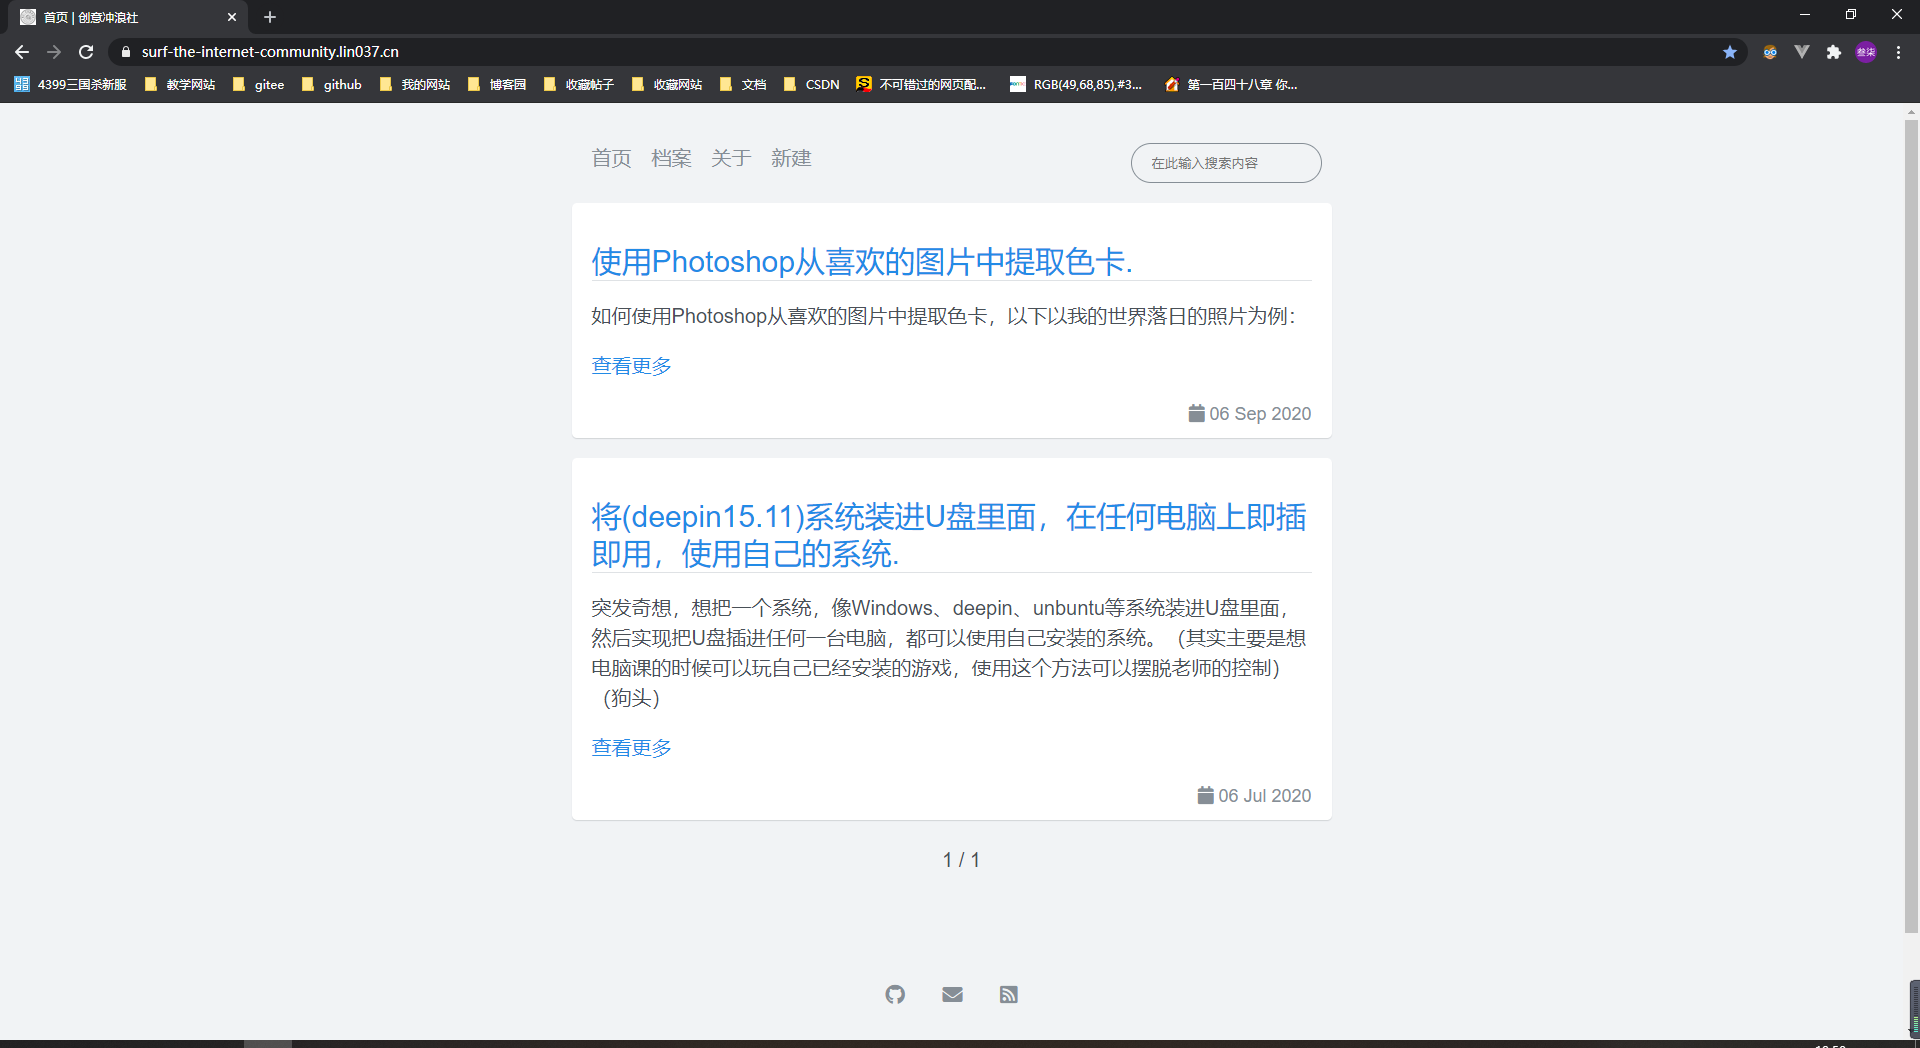 首页 | 创意冲浪社
surf-the-internet-community.lin037.cn
叁柒
4399三国杀新服 教学网站 gitee github 我的网站 博客园 收藏帖子 收藏网站 文档 CSDN 不可错过的网页配... RGB(49,68,85),#3... 第一百四十八章 你...
首页 档案 关于 新建
在此输入搜索内容
使用Photoshop从喜欢的图片中提取色卡.
如何使用Photoshop从喜欢的图片中提取色卡，以下以我的世界落日的照片为例：
查看更多
06 Sep 2020
将(deepin15.11)系统装进U盘里面，在任何电脑上即插
即用，使用自己的系统.
突发奇想，想把一个系统，像Windows、deepin、unbuntu等系统装进U盘里面，
然后实现把U盘插进任何一台电脑，都可以使用自己安装的系统。（其实主要是想
电脑课的时候可以玩自己已经安装的游戏，使用这个方法可以摆脱老师的控制）
（狗头）
查看更多
06 Jul 2020
1 / 1